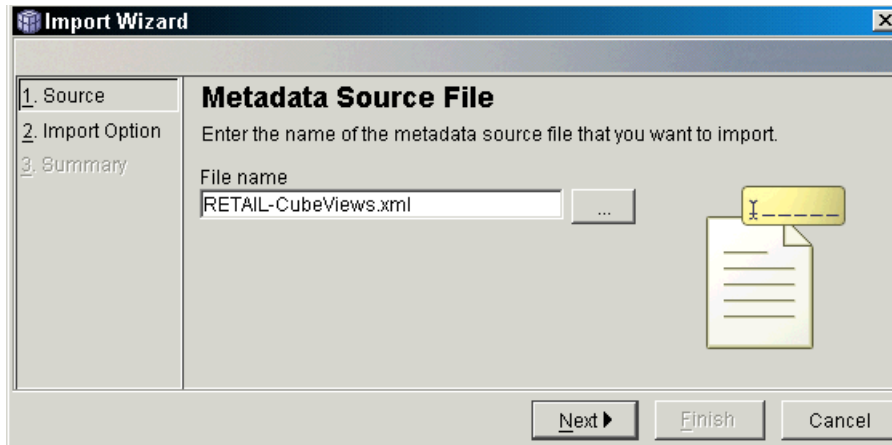 Import Wizard
1. Source
2. Import Option
3. Summary
Metadata Source File
Enter the name of the metadata source file that you want to import.
File name
RETAIL-CubeViews.xml
...
Next
Finish
Cancel